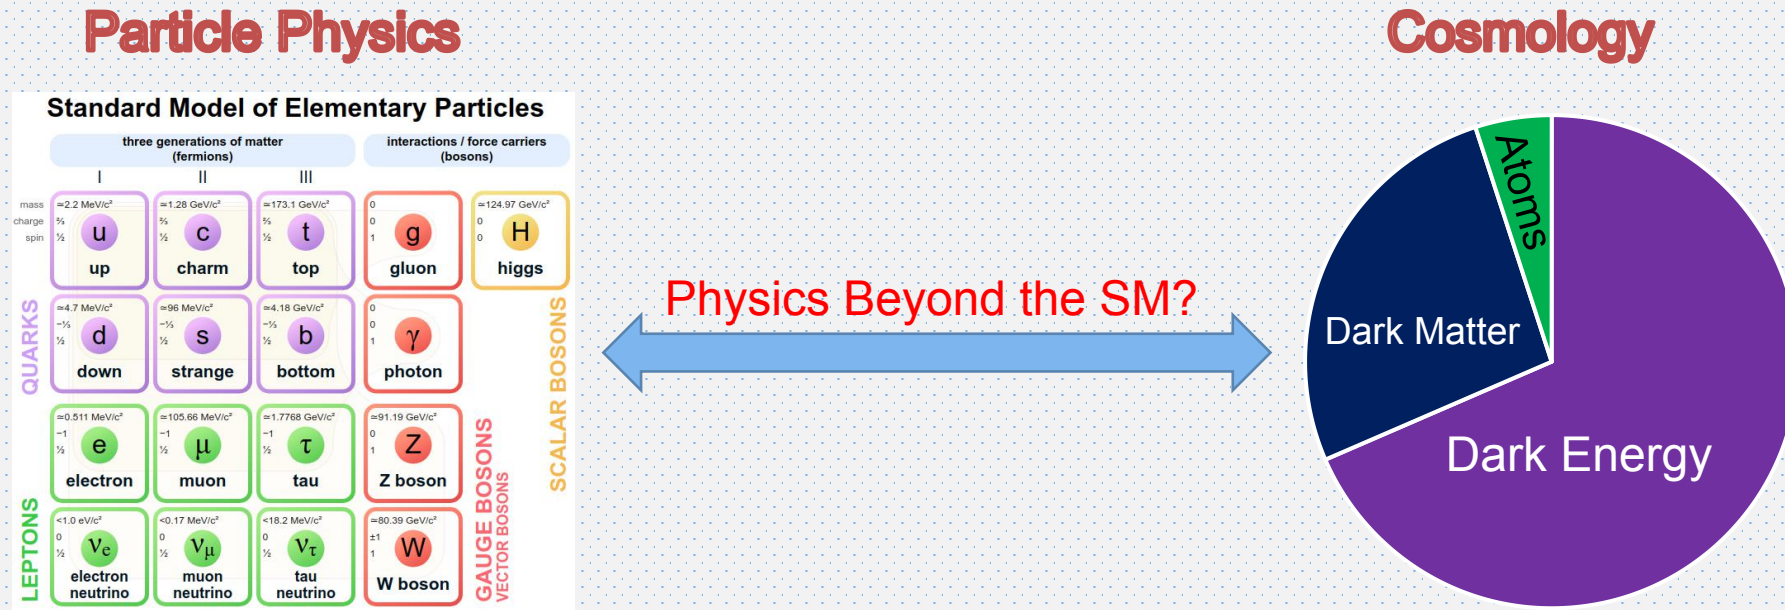 Particle Physics
Cosmology
Standard Model of Elementary Particles
three generations of matter
(fermions)
interactions / force carriers
(bosons)
I II III
mass
charge
spin
≃2.2 MeV/c²
⅔
½
u
up
≃1.28 GeV/c²
⅔
½
c
charm
≃173.1 GeV/c²
⅔
½
t
top
0
0
1
g
gluon
≃124.97 GeV/c²
0
0
H
higgs
QUARKS
≃4.7 MeV/c²
−⅓
½
d
down
≃96 MeV/c²
−⅓
½
s
strange
≃4.18 GeV/c²
−⅓
½
b
bottom
0
0
1
γ
photon
SCALAR BOSONS
LEPTONS
≃0.511 MeV/c²
−1
½
e
electron
≃105.66 MeV/c²
−1
½
μ
muon
≃1.7768 GeV/c²
−1
½
τ
tau
≃91.19 GeV/c²
0
1
Z
Z boson
GAUGE BOSONS
VECTOR BOSONS
<1.0 eV/c²
0
½
νe
electron
neutrino
<0.17 MeV/c²
0
½
νμ
muon
neutrino
<18.2 MeV/c²
0
½
ντ
tau
neutrino
≃80.39 GeV/c²
±1
1
W
W boson
Physics Beyond the SM?
Atoms
Dark Matter
Dark Energy